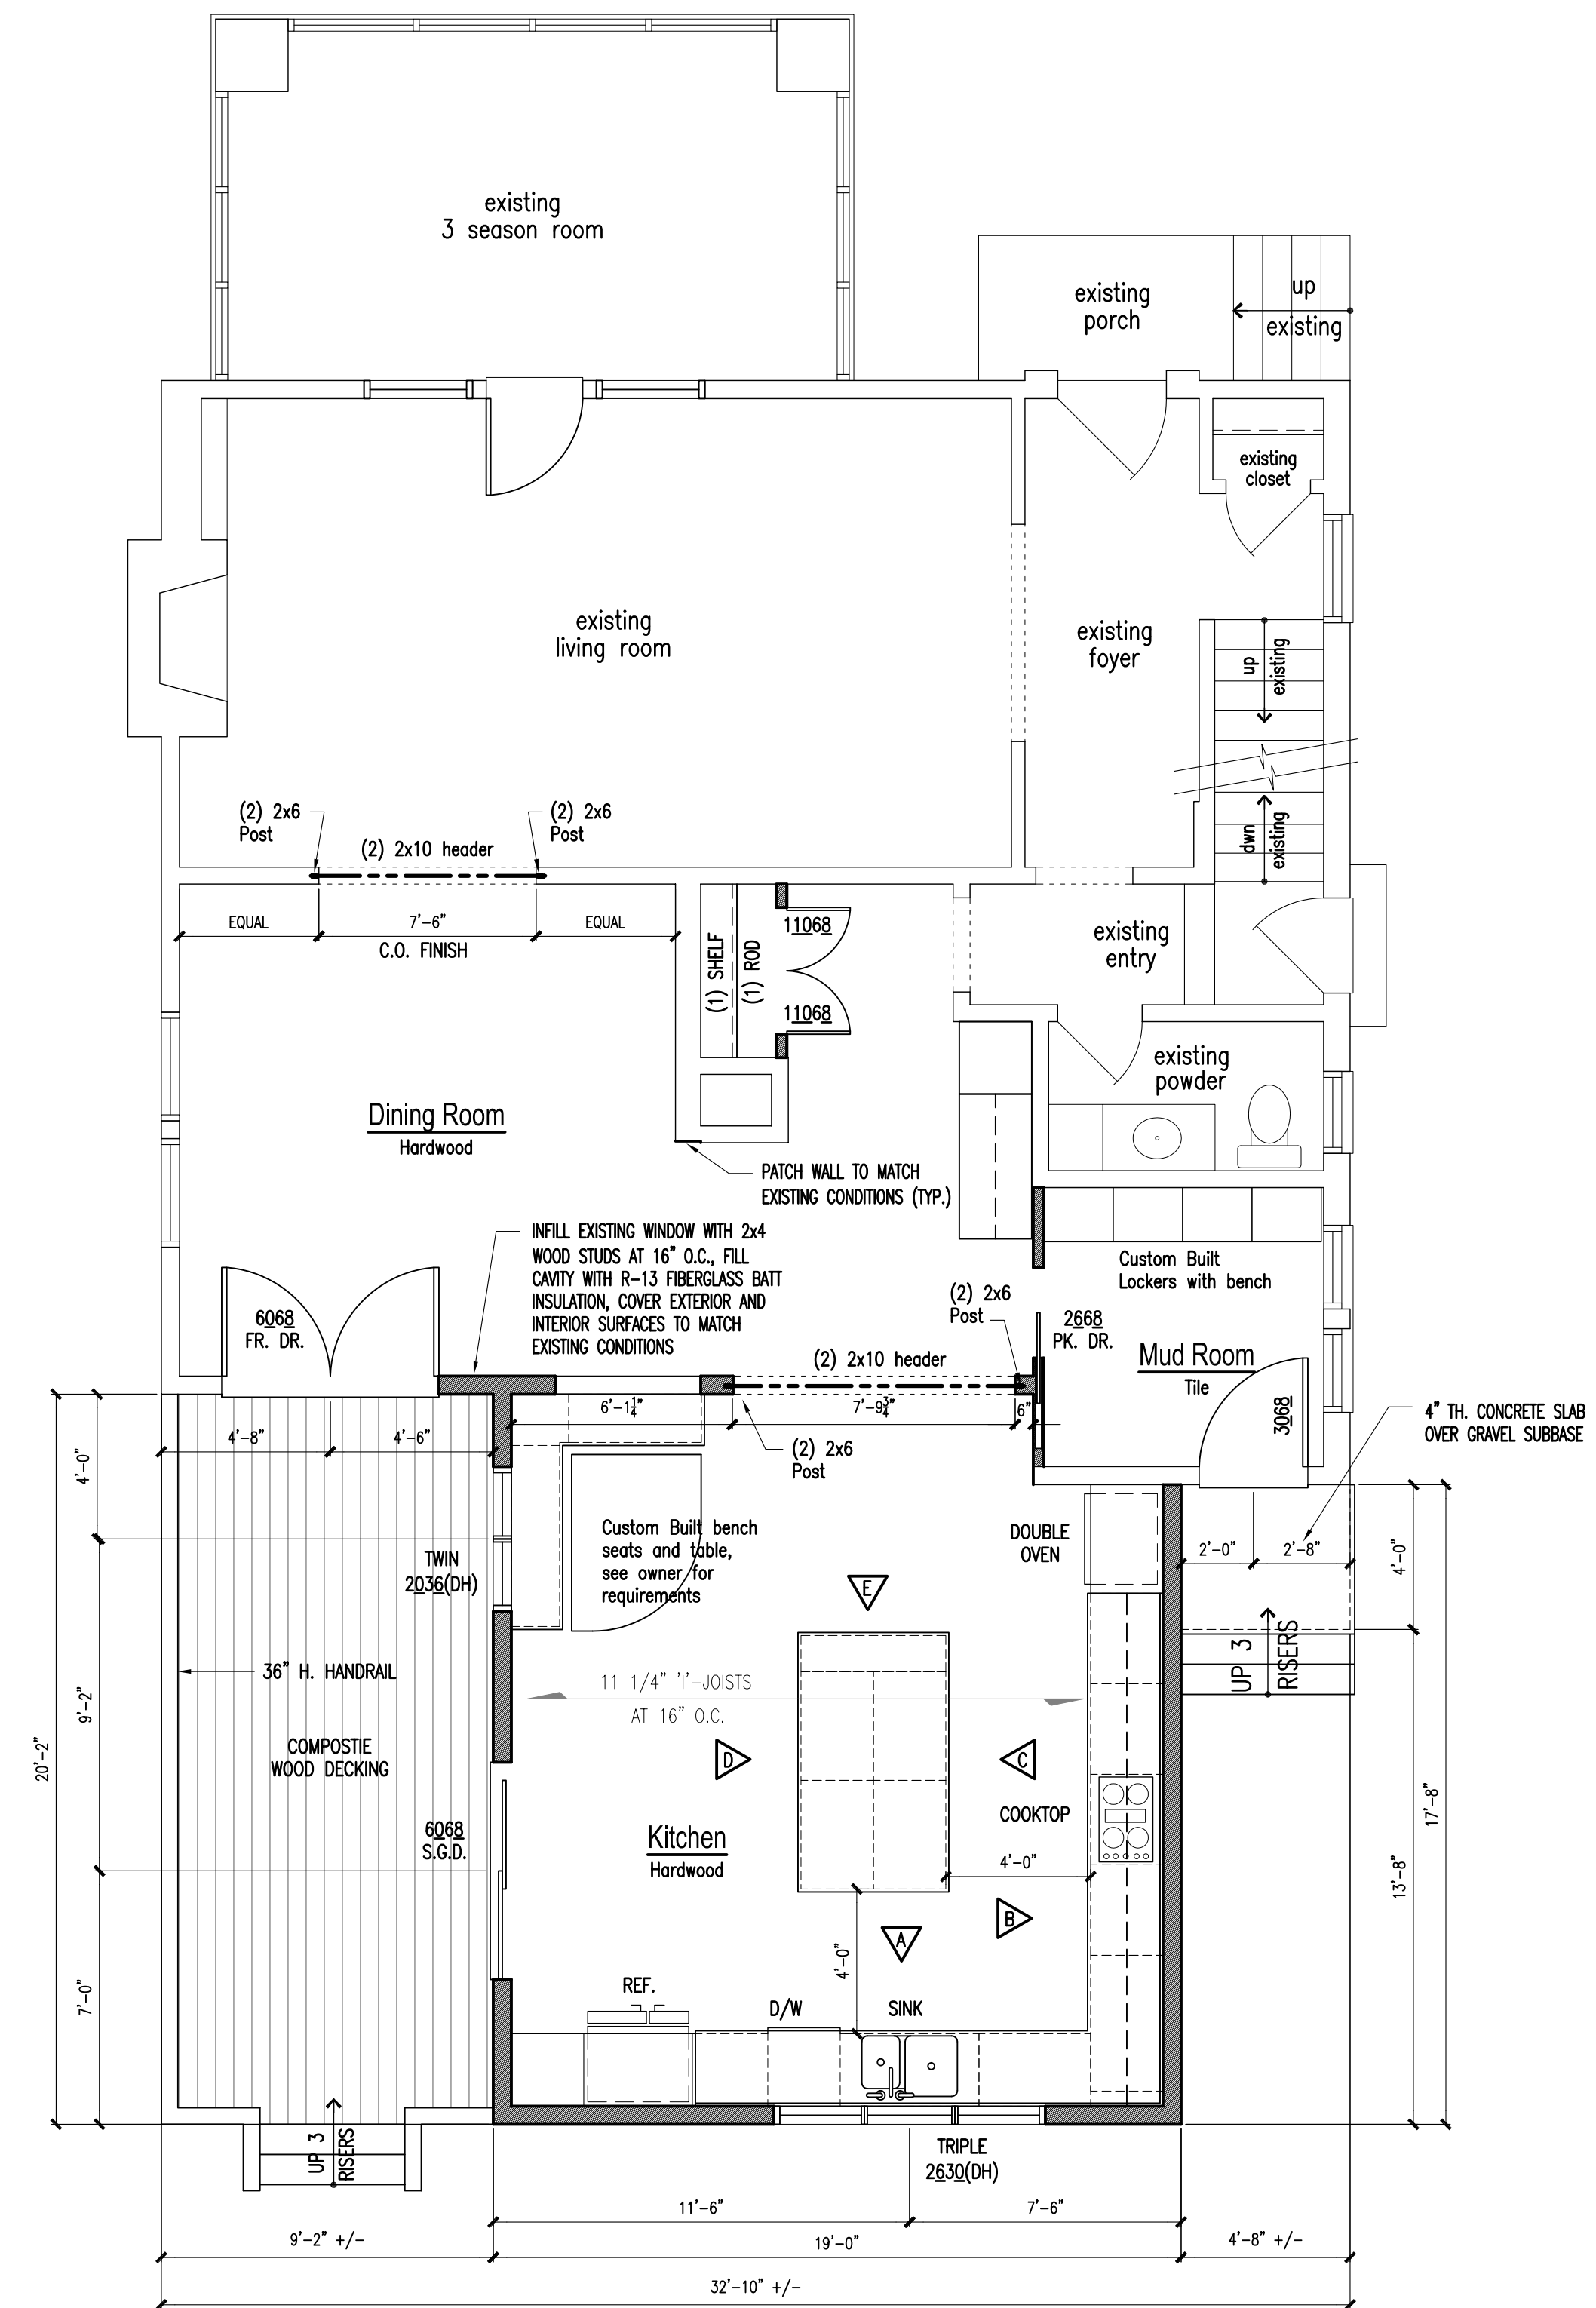 existing
3 season room
existing
porch
up
existing
existing
closet
existing
living room
existing
foyer
up
existing
dwn
existing
(2) 2x6
Post
(2) 2x6
Post
(2) 2x10 header
EQUAL
7'-6"
EQUAL
C.O. FINISH
(1) SHELF
(1) ROD
11068
11068
existing
entry
existing
powder
Dining Room
Hardwood
PATCH WALL TO MATCH
EXISTING CONDITIONS (TYP.)
INFILL EXISTING WINDOW WITH 2x4
WOOD STUDS AT 16" O.C., FILL
CAVITY WITH R-13 FIBERGLASS BATT
INSULATION, COVER EXTERIOR AND
INTERIOR SURFACES TO MATCH
EXISTING CONDITIONS
Custom Built
Lockers with bench
(2) 2x6
Post
2668
PK. DR.
6068
FR. DR.
(2) 2x10 header
Mud Room
Tile
3068
4" TH. CONCRETE SLAB
OVER GRAVEL SUBBASE
6'-1 1/4"
7'-9 3/4"
6"
4'-8"
4'-6"
4'-0"
(2) 2x6
Post
Custom Built bench
seats and table,
see owner for
requirements
DOUBLE
OVEN
2'-0"
2'-8"
4'-0"
TWIN
2036(DH)
E
UP 3
RISERS
36" H. HANDRAIL
11 1/4" 'I'-JOISTS
AT 16" O.C.
9'-2"
20'-2"
COMPOSTIE
WOOD DECKING
D
C
COOKTOP
17'-8"
6068
S.G.D.
Kitchen
Hardwood
4'-0"
13'-8"
B
A
4'-0"
7'-0"
REF.
D/W
SINK
UP 3
RISERS
TRIPLE
2630(DH)
11'-6"
7'-6"
9'-2" +/-
19'-0"
4'-8" +/-
32'-10" +/-